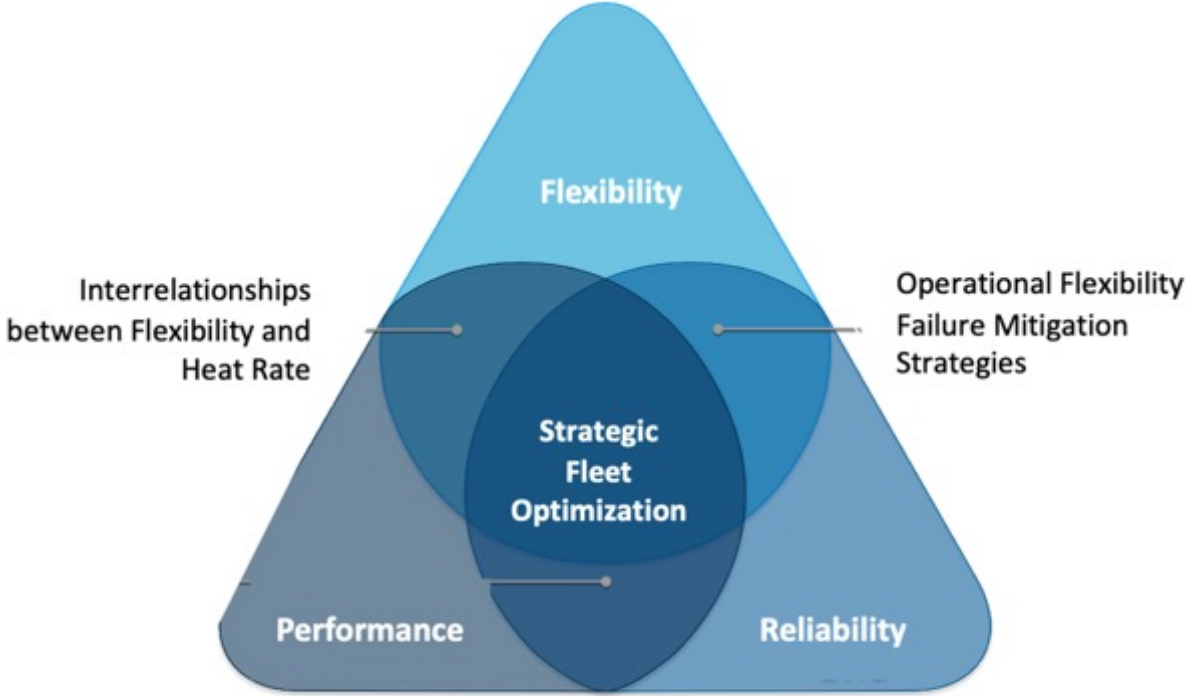 Flexibility
Interrelationships
between Flexibility and
Heat Rate
Operational Flexibility
Failure Mitigation
Strategies
Strategic
Fleet
Optimization
Performance
Reliability